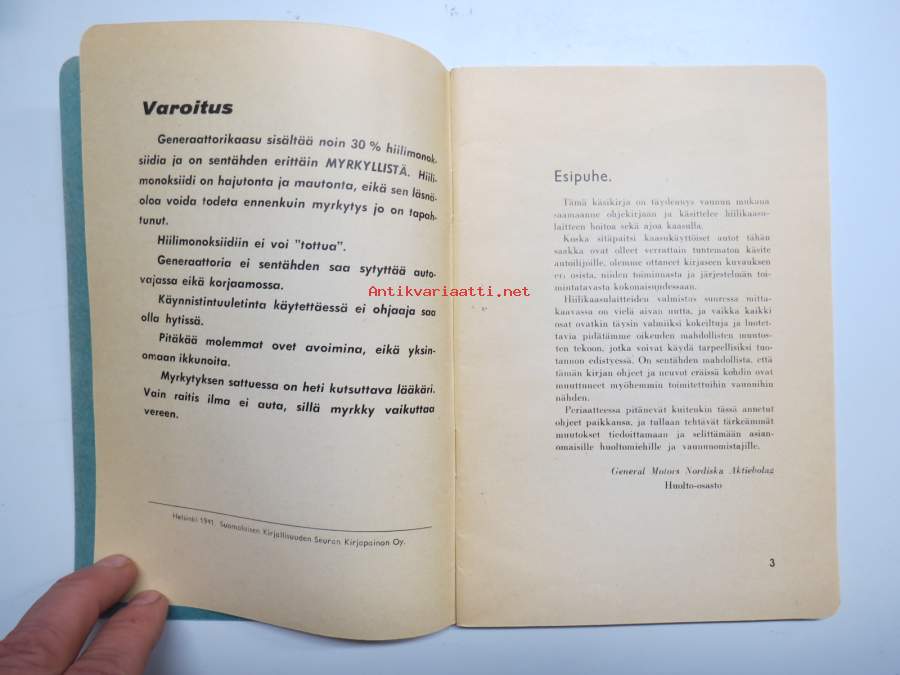 Varoitus
Generaattorikaasu sisältää noin 30 % hiilimonok-
siidia ja on sentähden erittäin MYRKYLLISTÄ. Hiili-
monoksiidi on hajutonta ja mautonta, eikä sen läsnä-
oloa voida todeta ennenkuin myrkytys jo on tapah-
tunut.
Hiilimonoksiidiin ei voi "tottua".
Generaattoria ei sentähden saa sytyttää auto-
vajassa eikä korjaamossa.
Käynnistintuuletinta käytettäessä ei ohjaaja saa
olla hytissä.
Pitäkää molemmat ovet avoimina, eikä yksin-
omaan ikkunoita.
Myrkytyksen sattuessa on heti kutsuttava lääkäri.
Vain raitis ilma ei auta, sillä myrkky vaikuttaa
vereen.
Helsinki 1941. Suomalaisen Kirjallisuuden Seuran Kirjapainon Oy.
Antikvariaatti.net
Esipuhe.
Tämä käsikirja on täydennys vaunun mukana
saamaanne ohjekirjaan ja käsittelee hiilikaasu-
laitteen hoitoa sekä ajoa kaasulla.
Koska sitäpaitsi kaasukäyttöiset autot tähän
saakka ovat olleet verrattain tuntematon käsite
autoilijoille, olemme ottaneet kirjaseen kuvauksen
eri osista, niiden toiminnasta ja järjestelmän toi-
mintatavasta kokonaisuudessaan.
Hiilikaasulaitteiden valmistus suuressa mitta-
kaavassa on vielä aivan uutta, ja vaikka kaikki
osat ovatkin täysin valmiiksi kokeiltuja ja luotet-
tavia pidätämme oikeuden mahdollisten muutos-
ten tekoon, jotka voivat käydä tarpeellisiksi tuo-
tannon edistyessä. On sentähden mahdollista, että
tämän kirjan ohjeet ja neuvot eräissä kohdin ovat
muuttuneet myöhemmin toimitettuihin vaunuihin
nähden.
Periaatteessa pitänevät kuitenkin tässä annetut
ohjeet paikkansa, ja tullaan tehtävät tärkeämmät
muutokset tiedoittamaan ja selittämään asian-
omaisille huoltomiehille ja vaununomistajille.
General Motors Nordiska Aktiebolag
Huolto-osasto
3